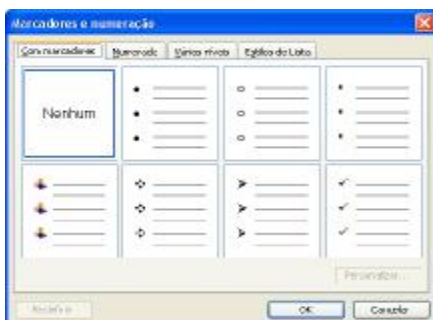 Marcadores e numeração
Com marcadores Numerada Vários níveis Estilos de Lista
Nenhum
Personalizar...
Redefinir OK Cancelar